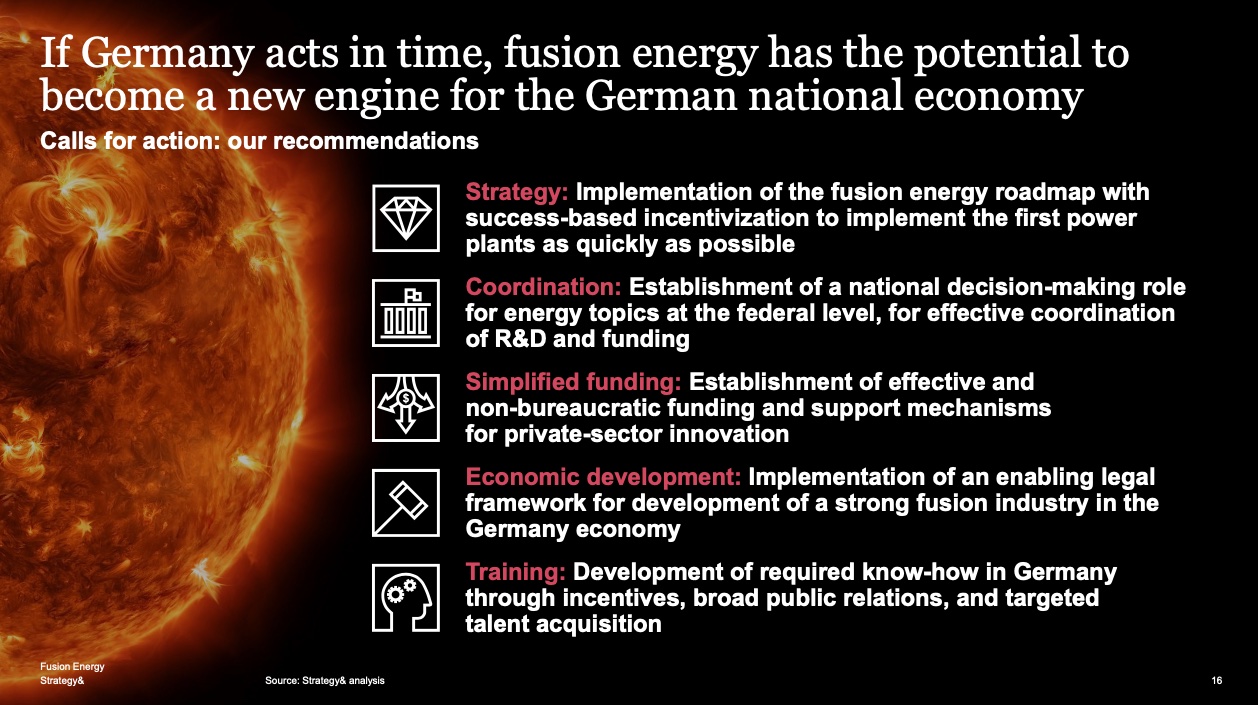 If Germany acts in time, fusion energy has the potential to
become a new engine for the German national economy
Calls for action: our recommendations
Strategy: Implementation of the fusion energy roadmap with
success-based incentivization to implement the first power
plants as quickly as possible
Coordination: Establishment of a national decision-making role
for energy topics at the federal level, for effective coordination
of R&D and funding
$
Simplified funding: Establishment of effective and
non-bureaucratic funding and support mechanisms
for private-sector innovation
Economic development: Implementation of an enabling legal
framework for development of a strong fusion industry in the
Germany economy
Training: Development of required know-how in Germany
through incentives, broad public relations, and targeted
talent acquisition
Fusion Energy
Strategy&
Source: Strategy& analysis
16